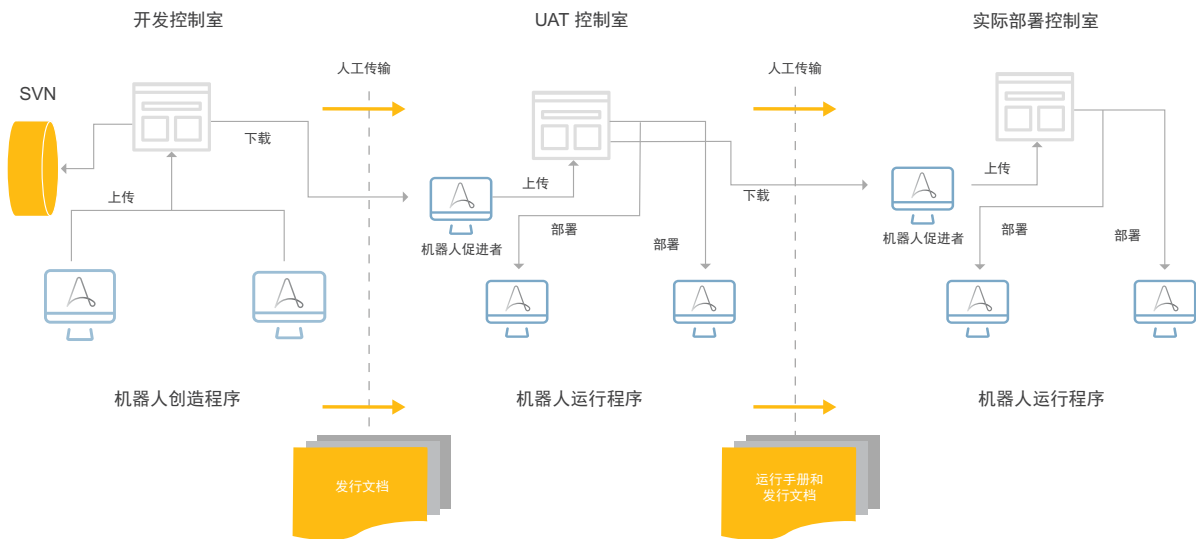 开发控制室
UAT 控制室
实际部署控制室
人工传输
人工传输
SVN
下载
上传
上传
机器人促进者
部署
部署
下载
上传
机器人促进者
部署
部署
机器人创造程序
机器人运行程序
机器人运行程序
发行文档
运行手册和
发行文档